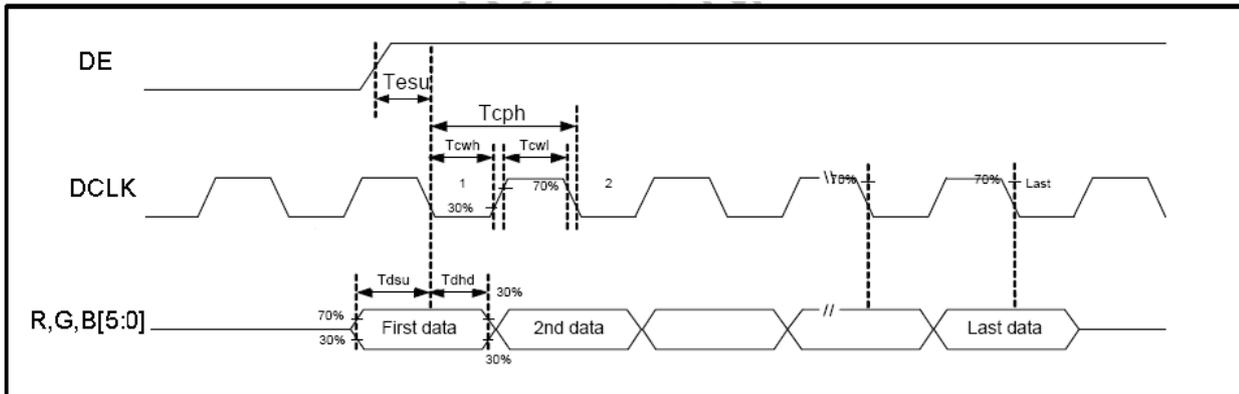 DE
Tesu
Tcph
Tcwh Tcwl
DCLK 1 70% 2 \\ 70% 70% Last
30%
Tdsu Tdhd
30%
70%
R,G,B[5:0] First data 2nd data // Last data
30%
30%